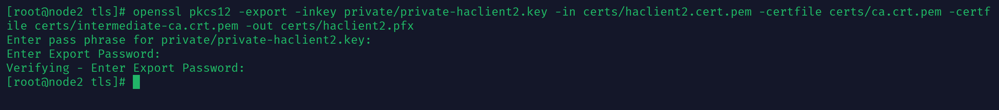 [root@node2 tls]# openssl pkcs12 -export -inkey private/private-haclient2.key -in certs/haclient2.cert.pem -certfile certs/ca.crt.pem -certf
ile certs/intermediate-ca.crt.pem -out certs/haclient2.pfx
Enter pass phrase for private/private-haclient2.key:
Enter Export Password:
Verifying - Enter Export Password:
[root@node2 tls]#